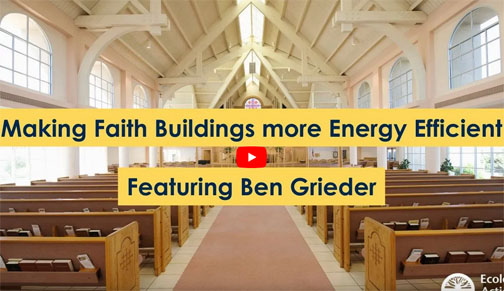 Making Faith Buildings more Energy Efficient
Featuring Ben Grieder